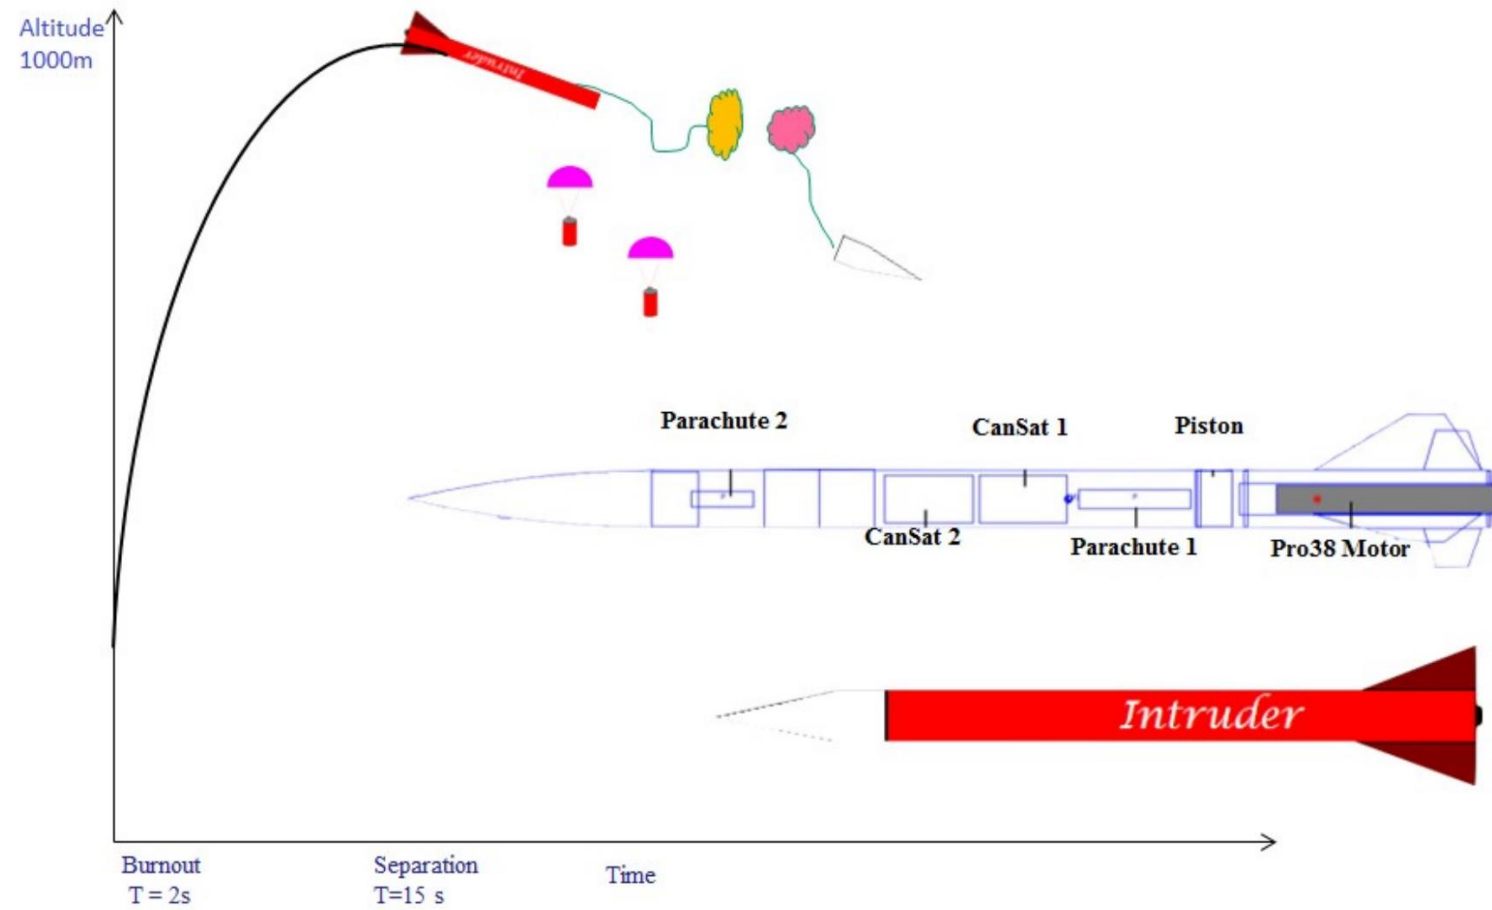 Altitude
1000m
Intruder
Parachute 2
CanSat 1
Piston
CanSat 2
Parachute 1
Pro38 Motor
Intruder
Burnout
T = 2s
Separation
T=15 s
Time